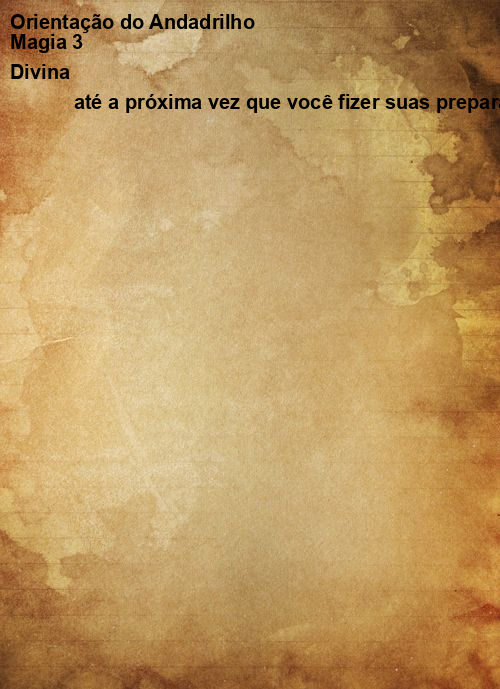 Orientação do Andadrilho
Magia 3
Divina
até a próxima vez que você fizer suas prepar